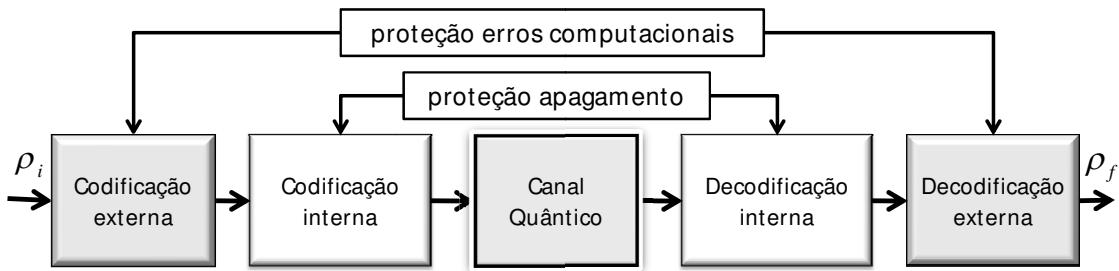 proteção erros computacionais
proteção apagamento
ρi
Codificação
externa
Codificação
interna
Canal
Quântico
Decodificação
interna
Decodificação
externa
ρf